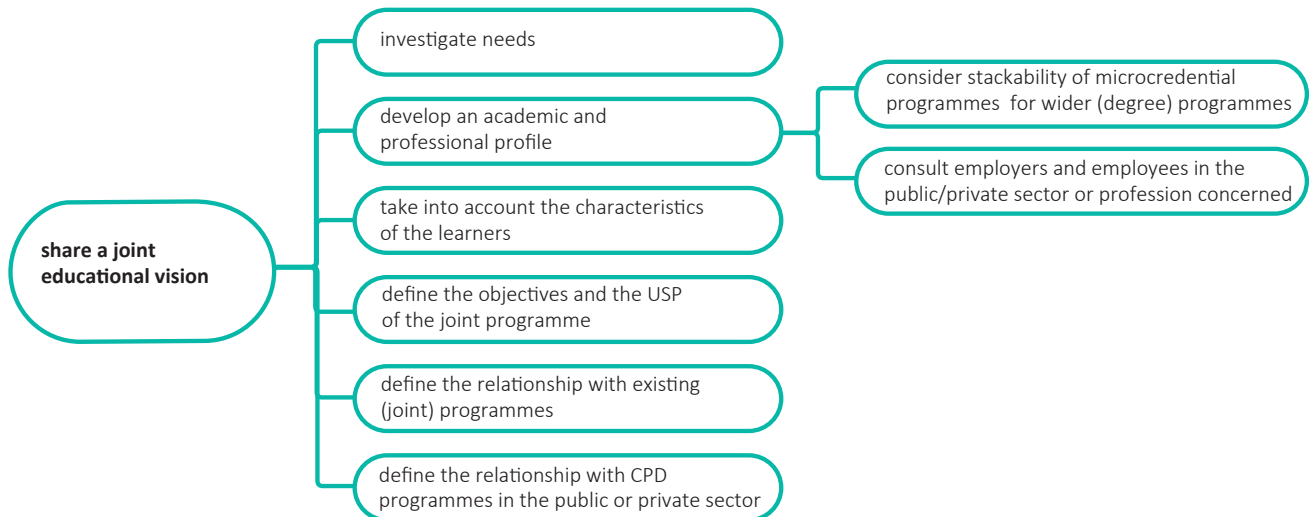 share a joint
educational vision
investigate needs
develop an academic and
professional profile
take into account the characteristics
of the learners
define the objectives and the USP
of the joint programme
define the relationship with existing
(joint) programmes
define the relationship with CPD
programmes in the public or private sector
consider stackability of microcredential
programmes  for wider (degree) programmes
consult employers and employees in the
public/private sector or profession concerned